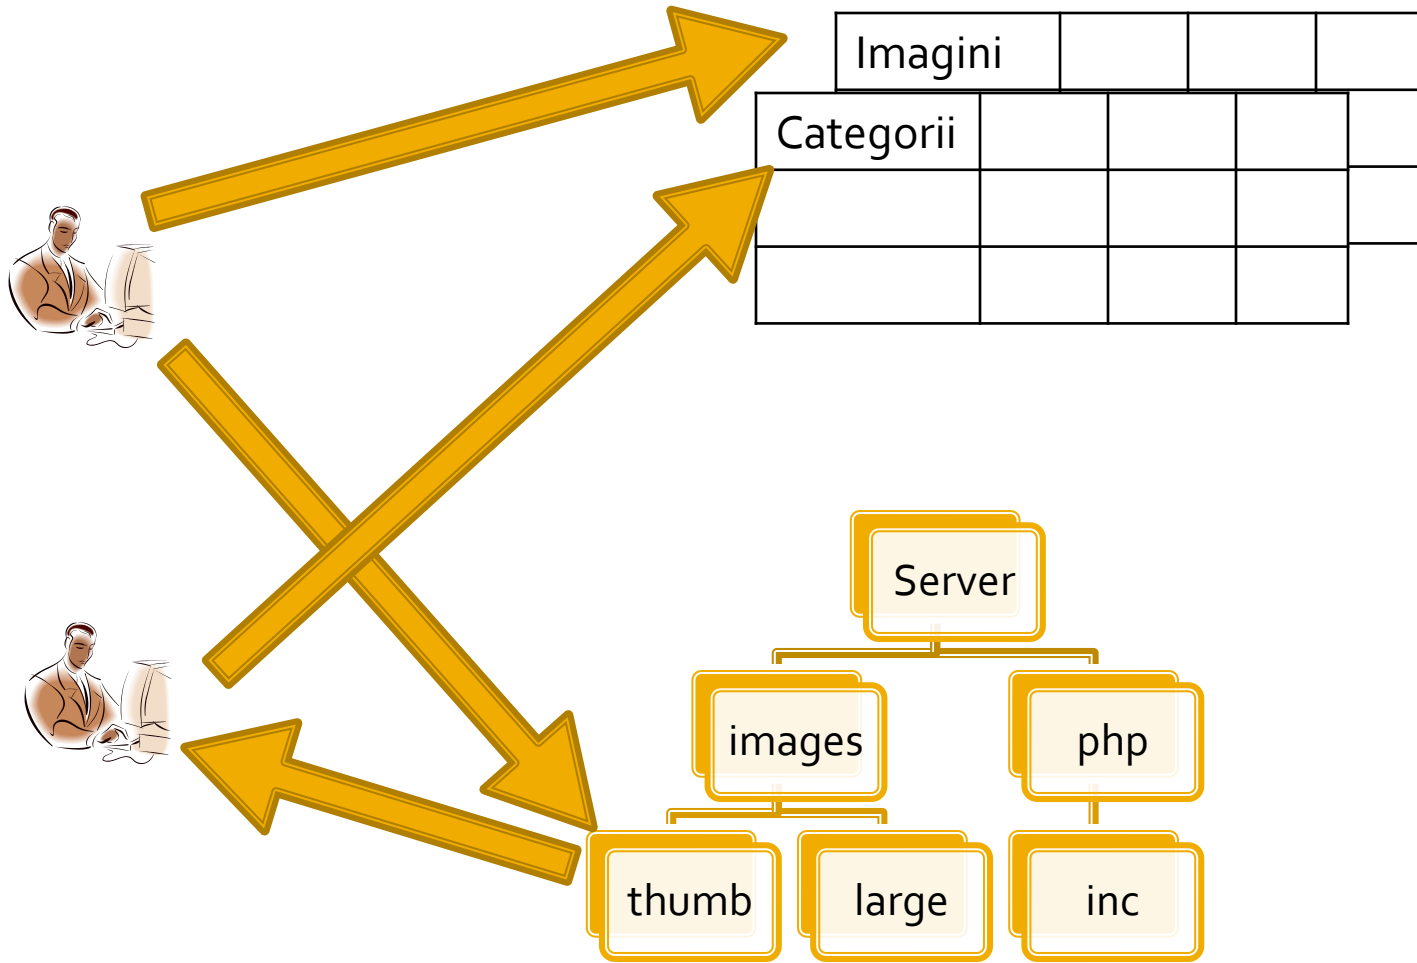 Imagini
Categorii
Server
images
php
thumb
large
inc